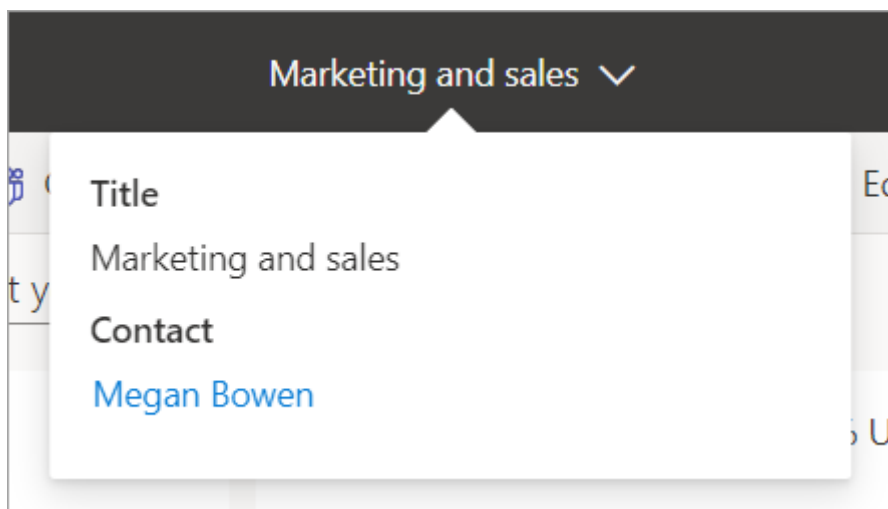 Marketing and sales
Title
Marketing and sales
Contact
Megan Bowen